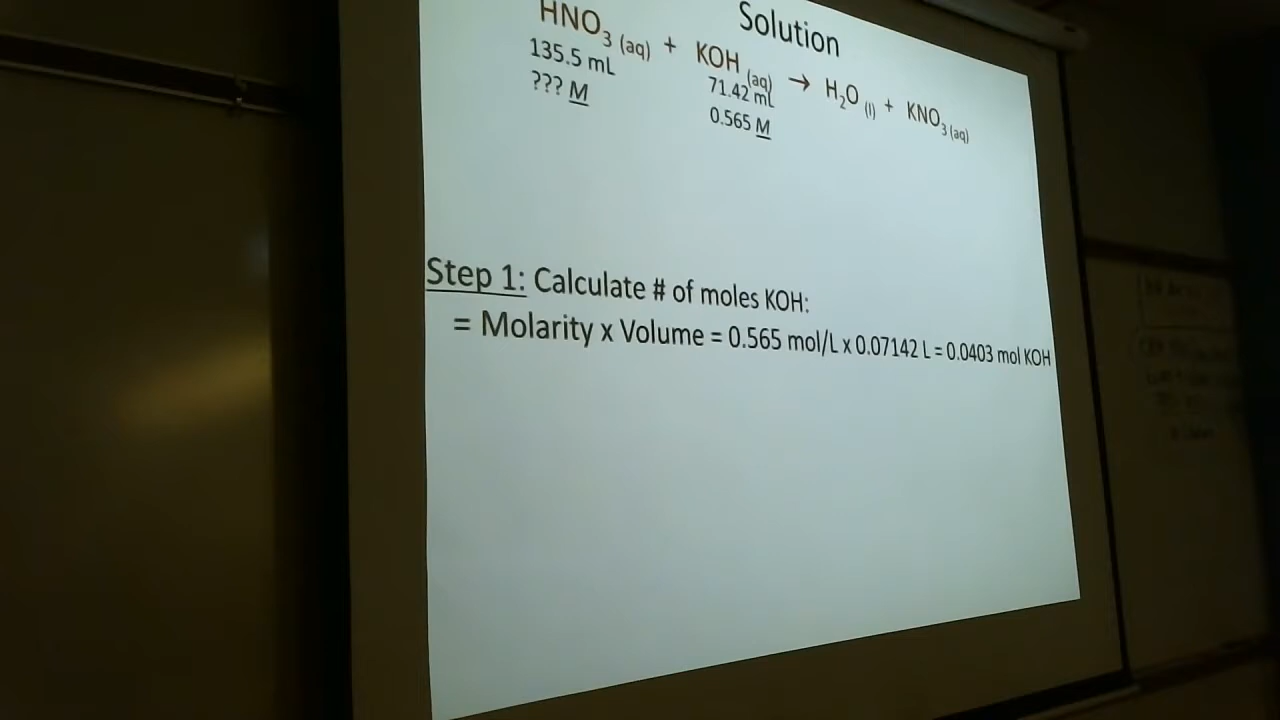 Solution
HNO3 (aq) + KOH (aq) → H2O (l) + KNO3 (aq)
135.5 mL 71.42 mL
??? M 0.565 M
Step 1: Calculate # of moles KOH:
= Molarity x Volume = 0.565 mol/L x 0.07142 L = 0.0403 mol KOH